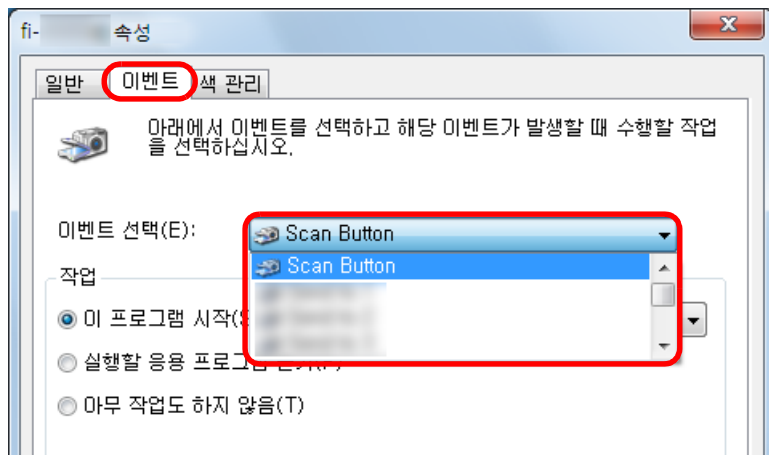 fi- 속성
일반 이벤트 색 관리
아래에서 이벤트를 선택하고 해당 이벤트가 발생할 때 수행할 작업
을 선택하십시오.
이벤트 선택(E): Scan Button
Scan Button
작업
이 프로그램 시작(
실행할 응용 프로그
아무 작업도 하지 않음(T)